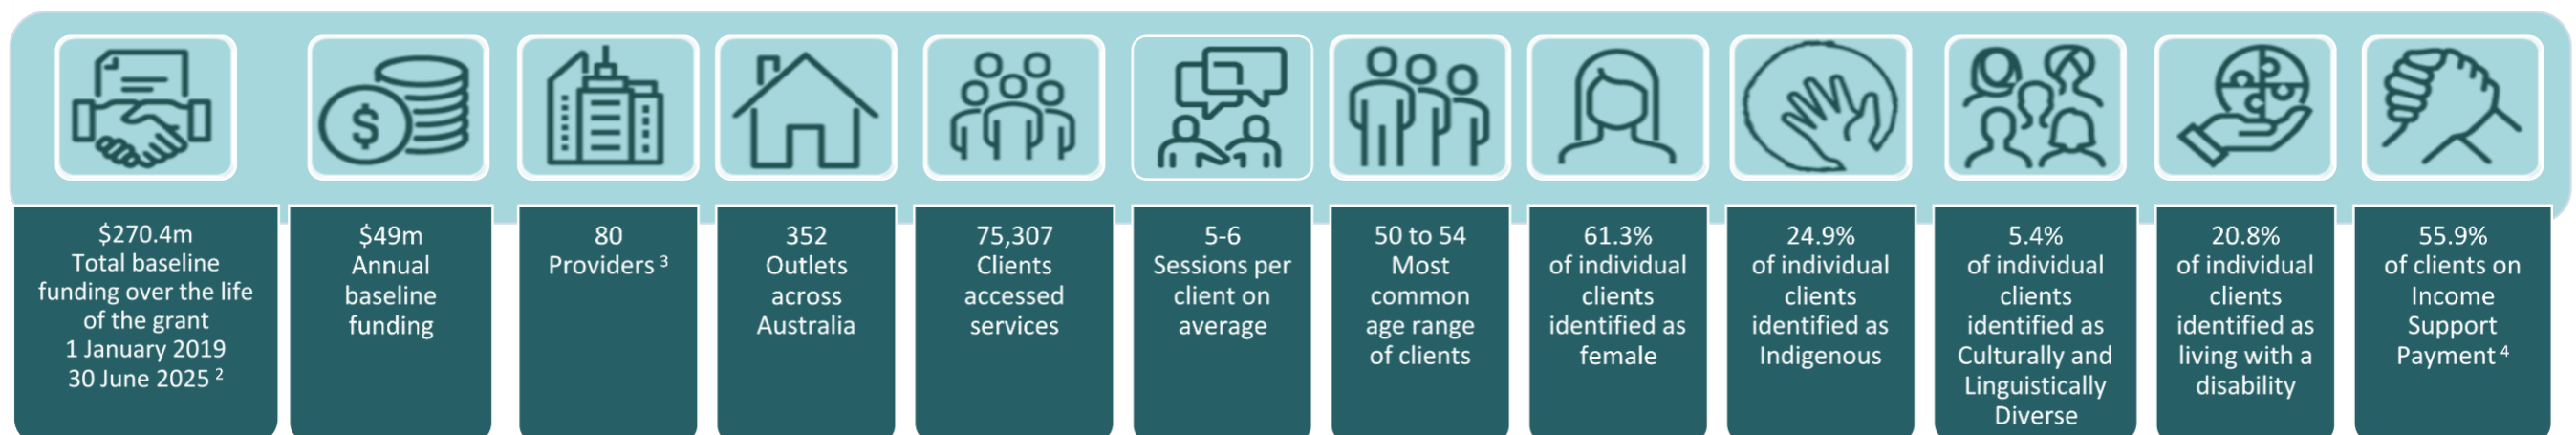 $
$270.4m
Total baseline
funding over the life
of the grant
1 January 2019
30 June 2025 2
$49m
Annual
baseline
funding
80
Providers 3
352
Outlets
across
Australia
75,307
Clients
accessed
services
5-6
Sessions per
client on
average
50 to 54
Most
common
age range
of clients
61.3%
of individual
clients
identified as
female
24.9%
of individual
clients
identified as
Indigenous
5.4%
of individual
clients
identified as
Culturally and
Linguistically
Diverse
20.8%
of individual
clients
identified as
living with a
disability
55.9%
of clients on
Income
Support
Payment 4